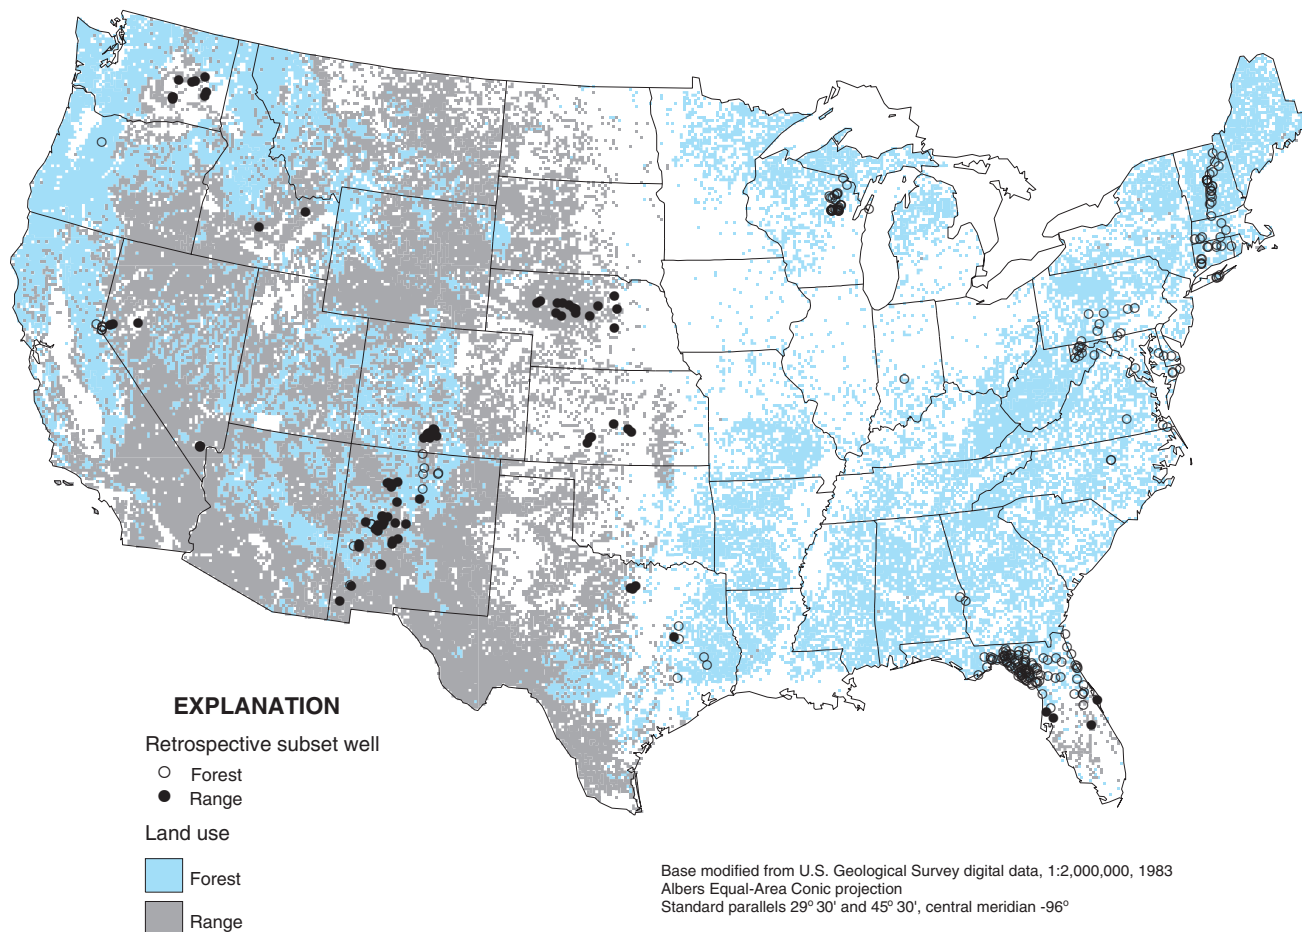 EXPLANATION
Retrospective subset well
Forest
Range
Land use
Forest
Range
Base modified from U.S. Geological Survey digital data, 1:2,000,000, 1983
Albers Equal-Area Conic projection
Standard parallels 29° 30' and 45° 30', central meridian -96°